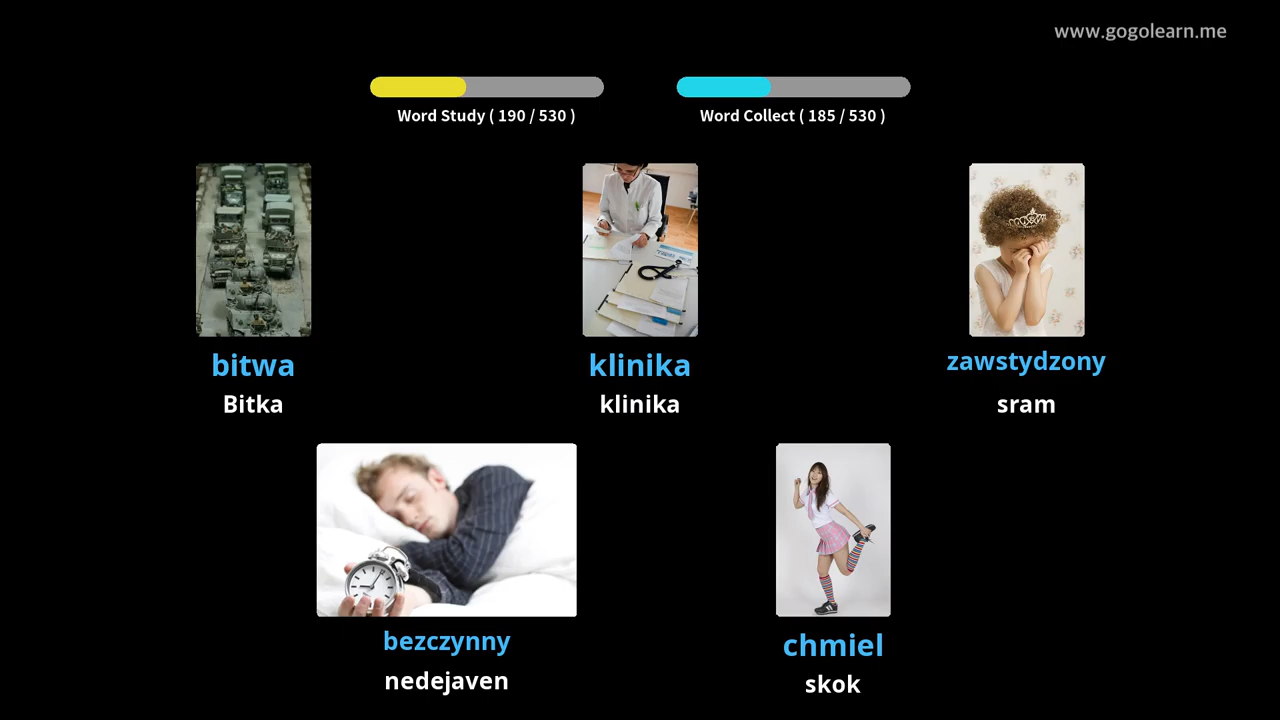 www.gogolearn.me
Word Study ( 190 / 530 )
Word Collect ( 185 / 530 )
bitwa
Bitka
klinika
klinika
zawstydzony
sram
bezczynny
nedejaven
chmiel
skok